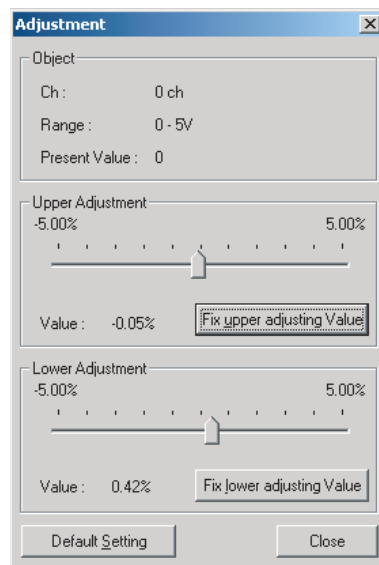 Adjustment
Object
Ch : 0 ch
Range : 0 - 5V
Present Value : 0
Upper Adjustment
-5.00% 5.00%
Value : -0.05% Fix upper adjusting Value
Lower Adjustment
-5.00% 5.00%
Value : 0.42% Fix lower adjusting Value
Default Setting Close